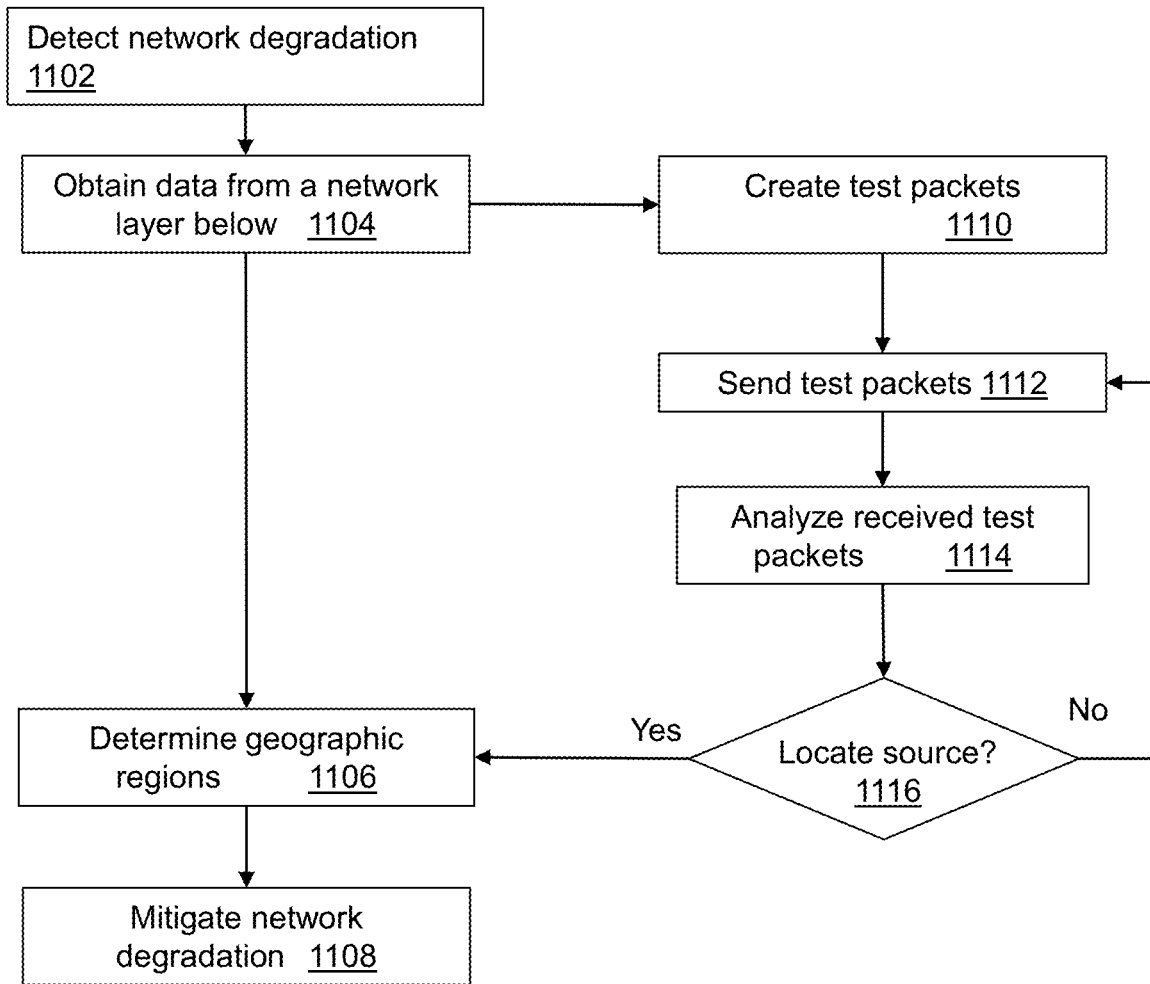 Detect network degradation
1102
Obtain data from a network
layer below 1104
Create test packets
1110
Send test packets 1112
Analyze received test
packets 1114
Locate source?
1116
Yes
No
Determine geographic
regions 1106
Mitigate network
degradation 1108